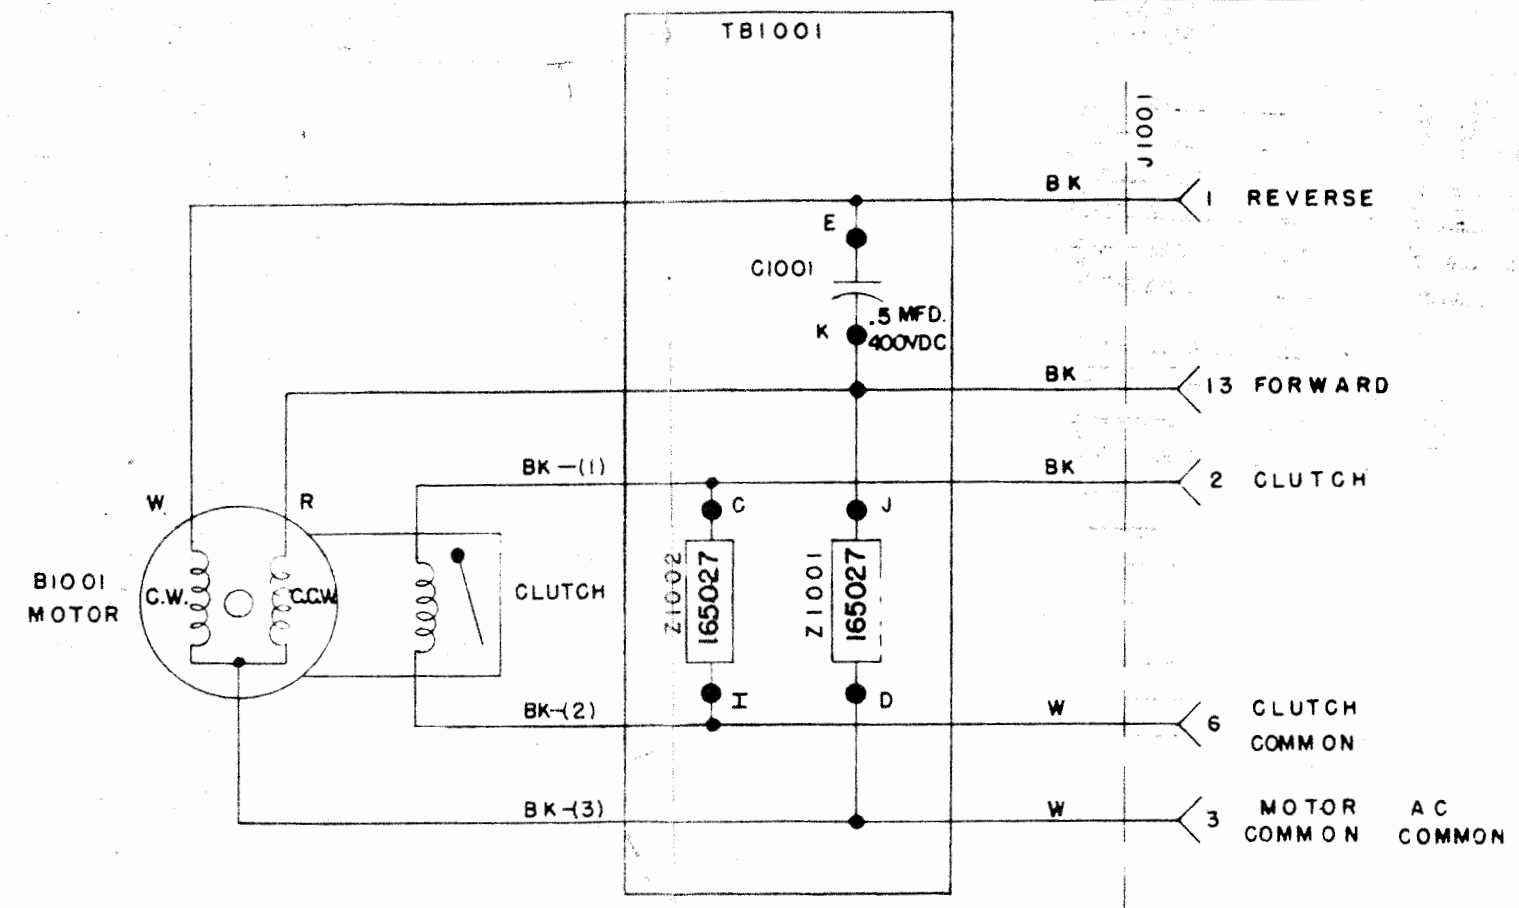 TB1001
J1001
BK
1 REVERSE
E
C1001
.5 MFD.
K
400VDC
BK
13 FORWARD
BK-(1)
BK
2 CLUTCH
W
R
C
J
B1001
MOTOR
C.W.
C.C.W.
CLUTCH
Z1002
165027
Z1001
165027
I
D
BK-(2)
W
6 CLUTCH
COMMON
BK-(3)
W
3 MOTOR AC
COMMON COMMON